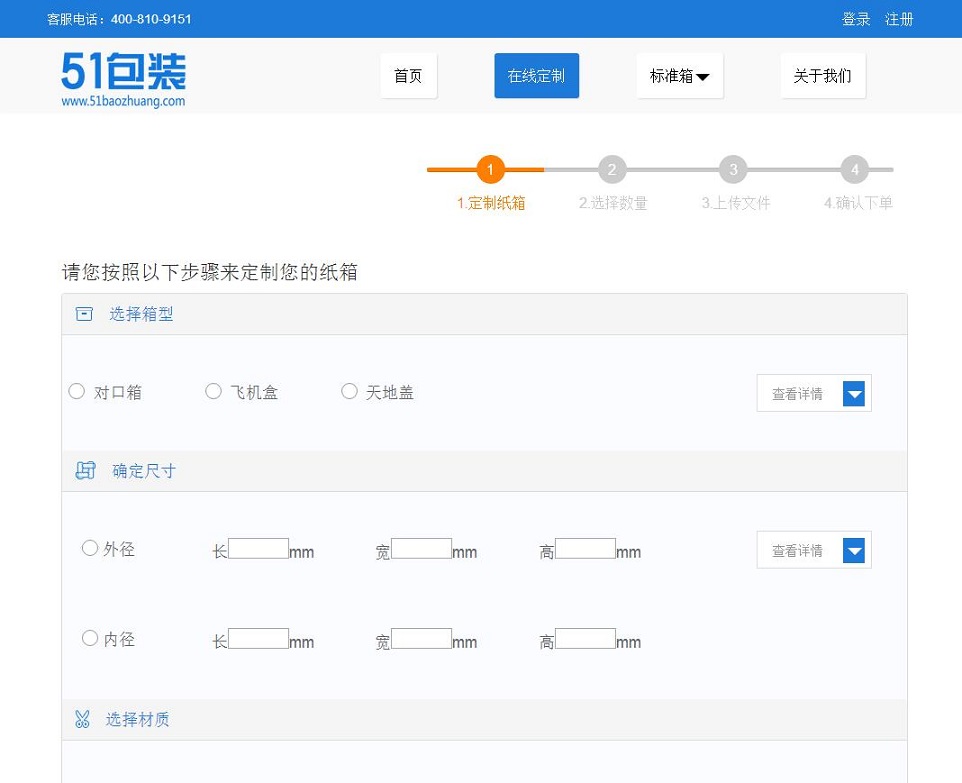 客服电话：400-810-9151 登录 注册
51包装
www.51baozhuang.com
首页 在线定制 标准箱 关于我们
1 2 3 4
1.定制纸箱 2.选择数量 3.上传文件 4.确认下单
请您按照以下步骤来定制您的纸箱
选择箱型
对口箱 飞机盒 天地盖 查看详情
确定尺寸
外径 长 mm 宽 mm 高 mm 查看详情
内径 长 mm 宽 mm 高 mm
选择材质